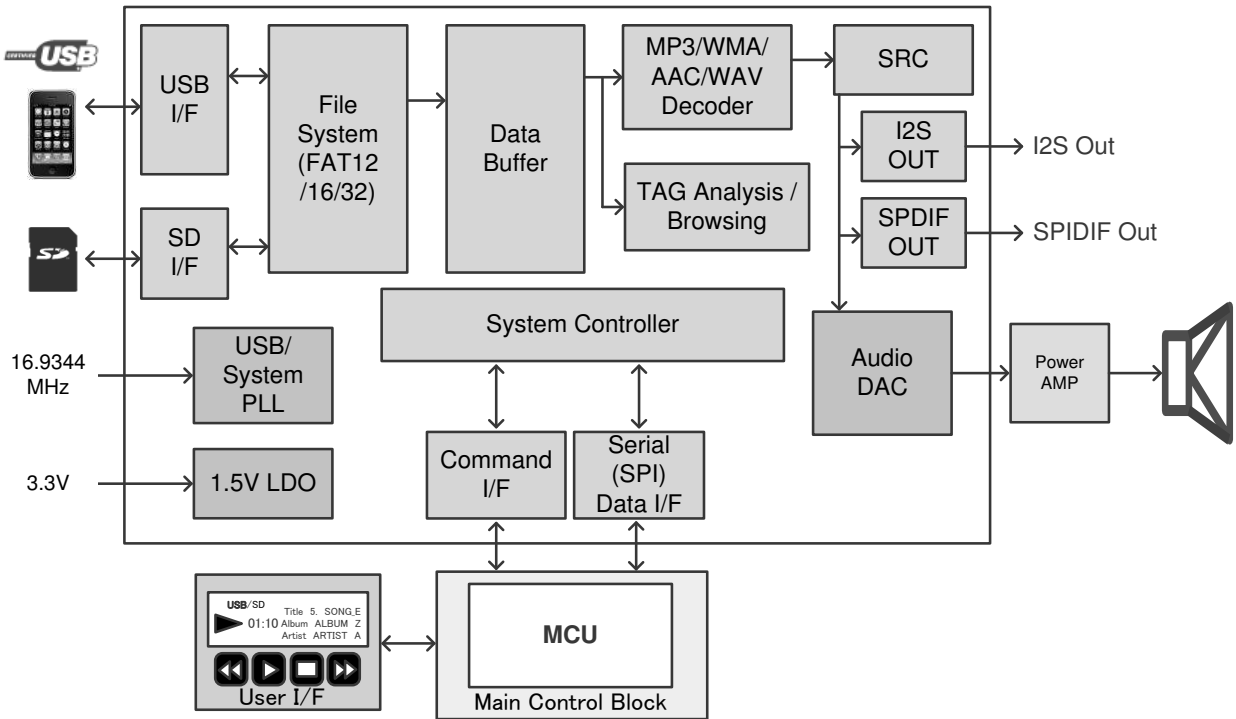 CERTIFIED USB
USB
I/F
File
System
(FAT12
/16/32)
Data
Buffer
MP3/WMA/
AAC/WAV
Decoder
SRC
I2S
OUT
I2S Out
TAG Analysis /
Browsing
SPDIF
OUT
SPIDIF Out
SD
SD
I/F
System Controller
16.9344
MHz
USB/
System
PLL
Audio
DAC
Power
AMP
Command
I/F
Serial
(SPI)
Data I/F
3.3V
1.5V LDO
USB/SD
Title 5. SONG_E
01:10 Album ALBUM Z
Artist ARTIST A
User I/F
MCU
Main Control Block